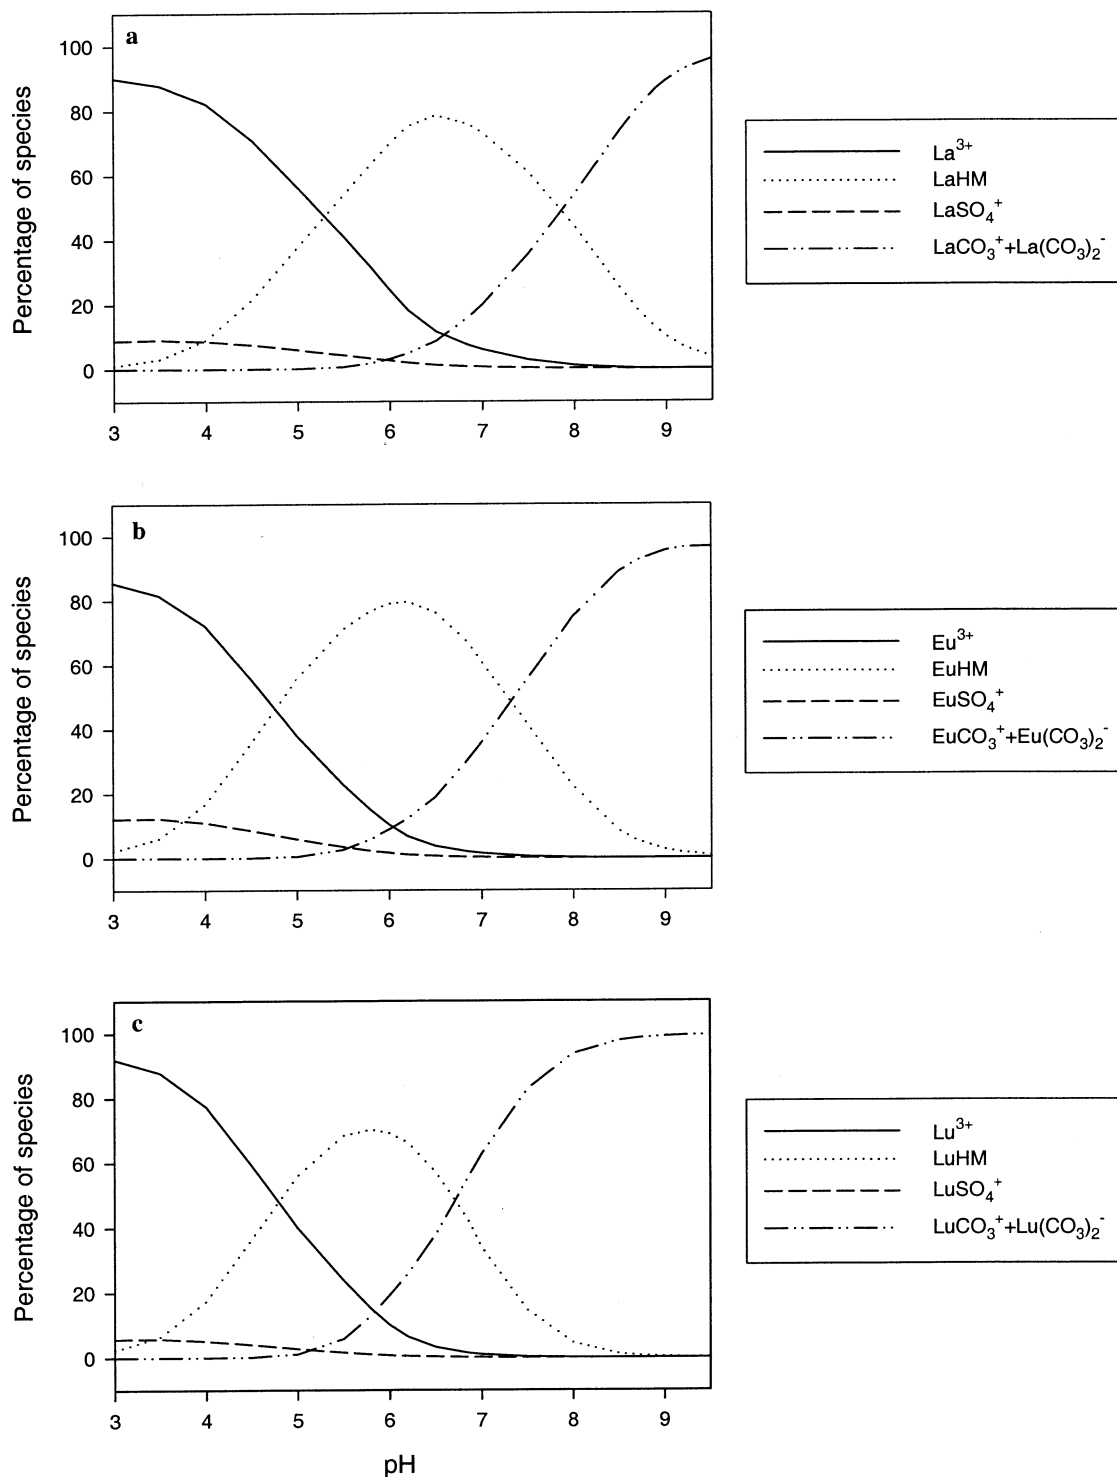 a
Percentage of species
100
80
60
40
20
0
3 4 5 6 7 8 9
La³⁺
LaHM
LaSO₄⁺
LaCO₃⁺+La(CO₃)₂⁻
b
Percentage of species
100
80
60
40
20
0
3 4 5 6 7 8 9
Eu³⁺
EuHM
EuSO₄⁺
EuCO₃⁺+Eu(CO₃)₂⁻
c
Percentage of species
100
80
60
40
20
0
3 4 5 6 7 8 9
pH
Lu³⁺
LuHM
LuSO₄⁺
LuCO₃⁺+Lu(CO₃)₂⁻